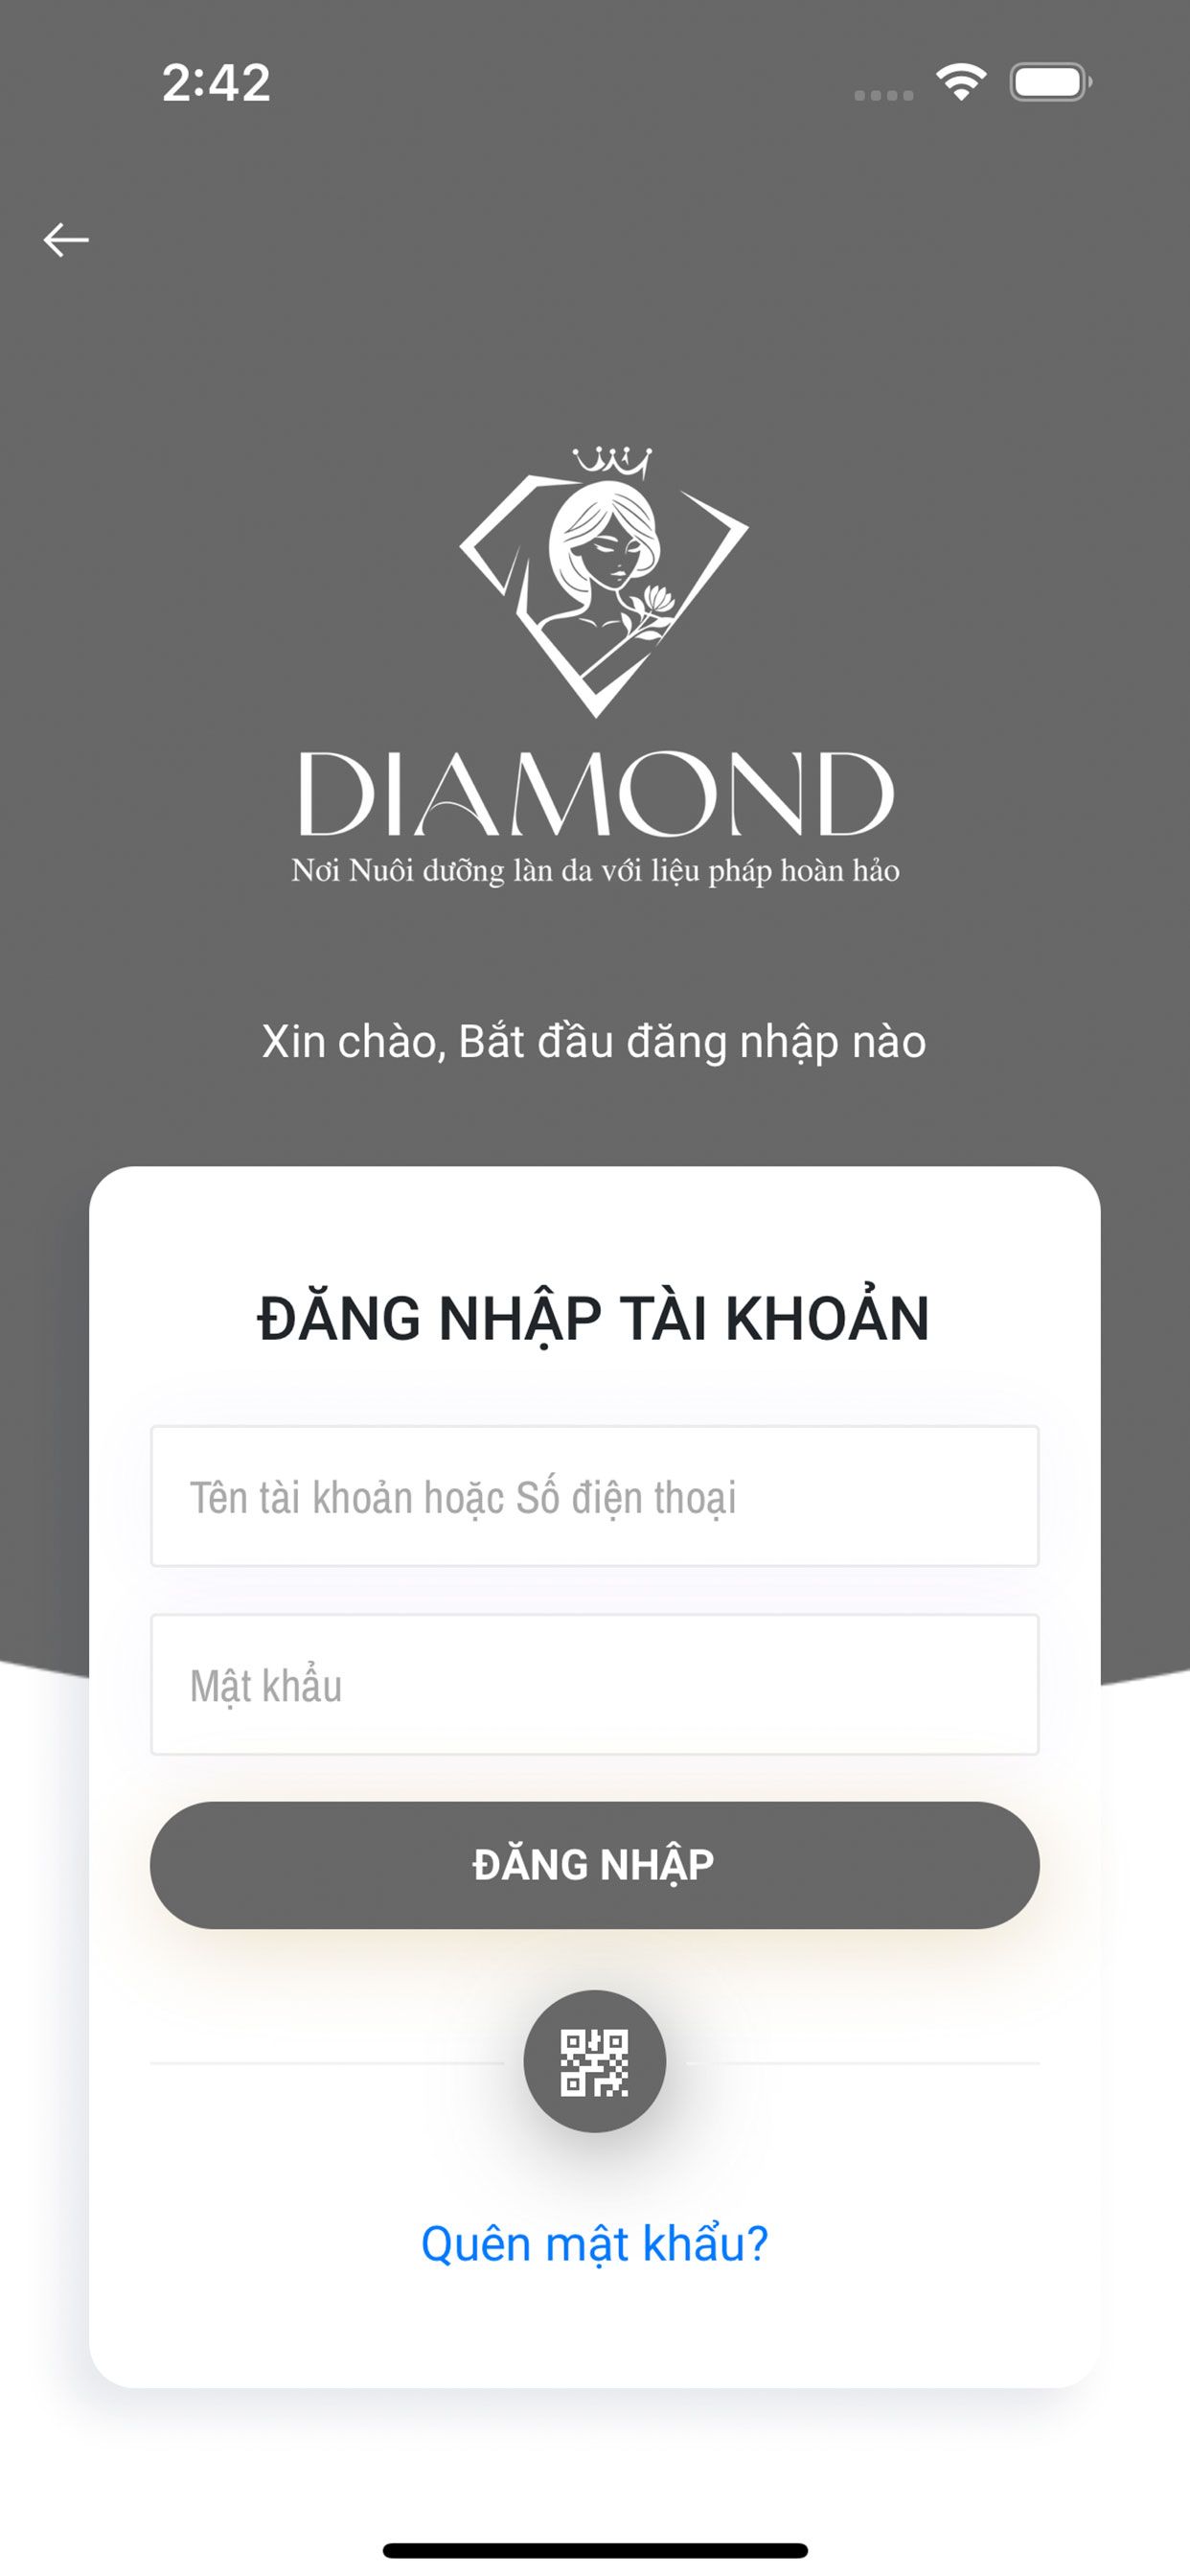 2:42
DIAMOND
Nơi Nuôi dưỡng làn da với liệu pháp hoàn hảo
Xin chào, Bắt đầu đăng nhập nào
ĐĂNG NHẬP TÀI KHOẢN
Tên tài khoản hoặc Số điện thoại
Mật khẩu
ĐĂNG NHẬP
Quên mật khẩu?